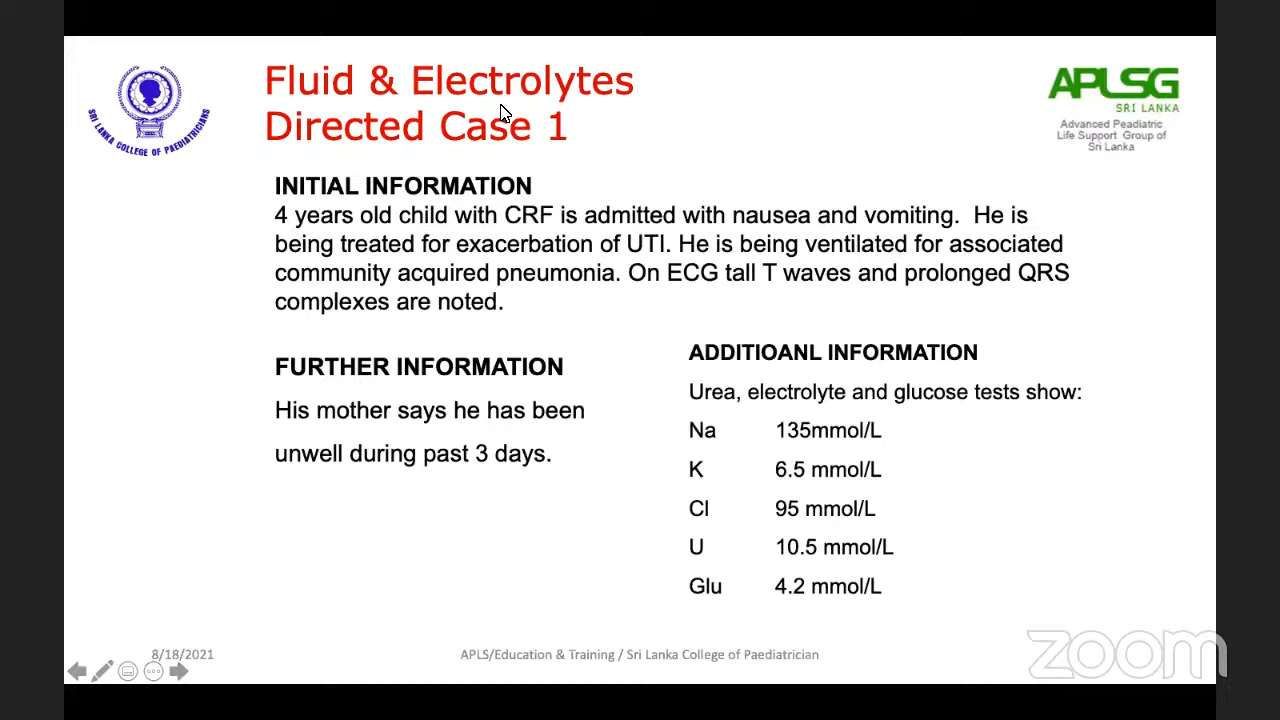 Fluid & Electrolytes
Directed Case 1
SRI LANKA COLLEGE OF PAEDIATRICIANS
APLSG
SRI LANKA
Advanced Peadiatric
Life Support Group of
Sri Lanka
INITIAL INFORMATION
4 years old child with CRF is admitted with nausea and vomiting. He is
being treated for exacerbation of UTI. He is being ventilated for associated
community acquired pneumonia. On ECG tall T waves and prolonged QRS
complexes are noted.
FURTHER INFORMATION
His mother says he has been
unwell during past 3 days.
ADDITIOANL INFORMATION
Urea, electrolyte and glucose tests show:
Na 135mmol/L
K 6.5 mmol/L
Cl 95 mmol/L
U 10.5 mmol/L
Glu 4.2 mmol/L
8/18/2021
APLS/Education & Training / Sri Lanka College of Paediatrician
zoom